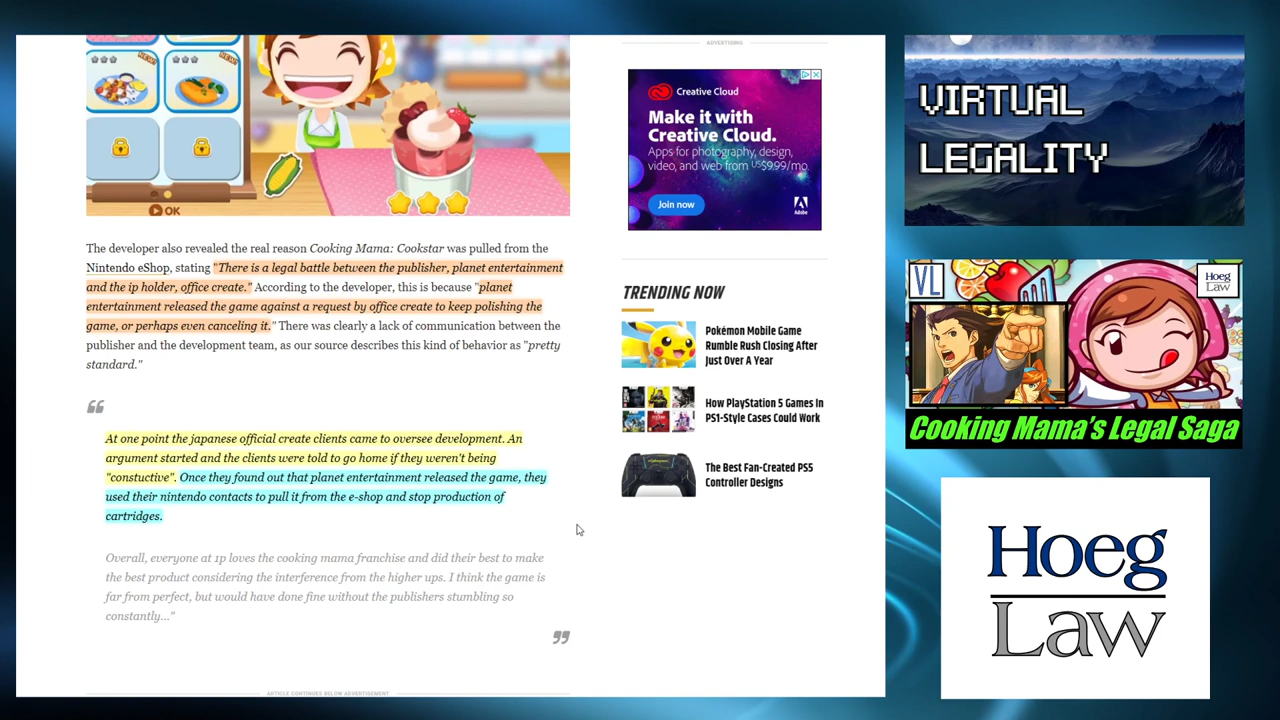 NEW!
NEW!
OK
The developer also revealed the real reason Cooking Mama: Cookstar was pulled from the
Nintendo eShop, stating "There is a legal battle between the publisher, planet entertainment
and the ip holder, office create." According to the developer, this is because "planet
entertainment released the game against a request by office create to keep polishing the
game, or perhaps even canceling it." There was clearly a lack of communication between the
publisher and the development team, as our source describes this kind of behavior as "pretty
standard."
“
At one point the japanese official create clients came to oversee development. An
argument started and the clients were told to go home if they weren't being
"constuctive". Once they found out that planet entertainment released the game, they
used their nintendo contacts to pull it from the e-shop and stop production of
cartridges.
Overall, everyone at 1p loves the cooking mama franchise and did their best to make
the best product considering the interference from the higher ups. I think the game is
far from perfect, but would have done fine without the publishers stumbling so
constantly..."
”
ARTICLE CONTINUES BELOW ADVERTISEMENT
ADVERTISING
Creative Cloud
Make it with
Creative Cloud.
Apps for photography, design,
video, and web from US$9.99/mo.
Join now
Adobe
TRENDING NOW
Pokémon Mobile Game
Rumble Rush Closing After
Just Over A Year
How PlayStation 5 Games In
PS1-Style Cases Could Work
The Best Fan-Created PS5
Controller Designs
VIRTUAL
LEGALITY
VL
Hoeg
Law
Cooking Mama's Legal Saga
Hoeg
Law